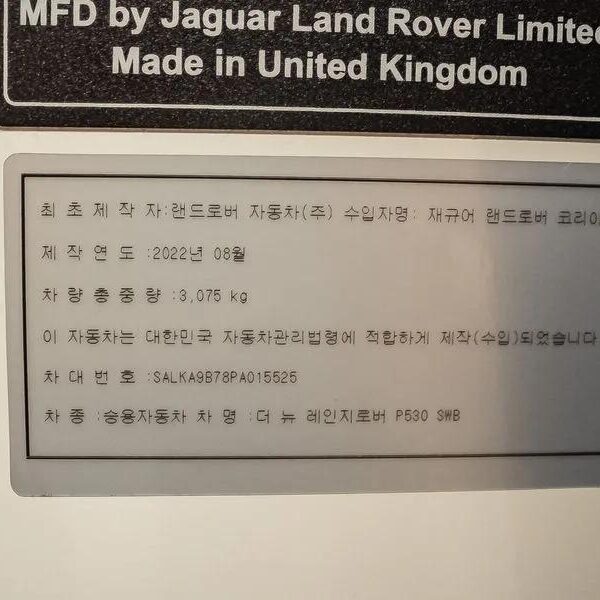 MFD by Jaguar Land Rover Limited
Made in United Kingdom
최 초 제 작 자:랜드로버 자동차(주) 수입자명: 재규어 랜드로버 코리아
제 작 연 도 :2022년 08월
차 량 총 중 량 :3,075 kg
이 자동차는 대한민국 자동차관리법령에 적합하게 제작(수입)되었습니다
차 대 번 호 :SALKA9B78PA015525
차 종 :승용자동차 차 명 :더 뉴 레인지로버 P530 SWB